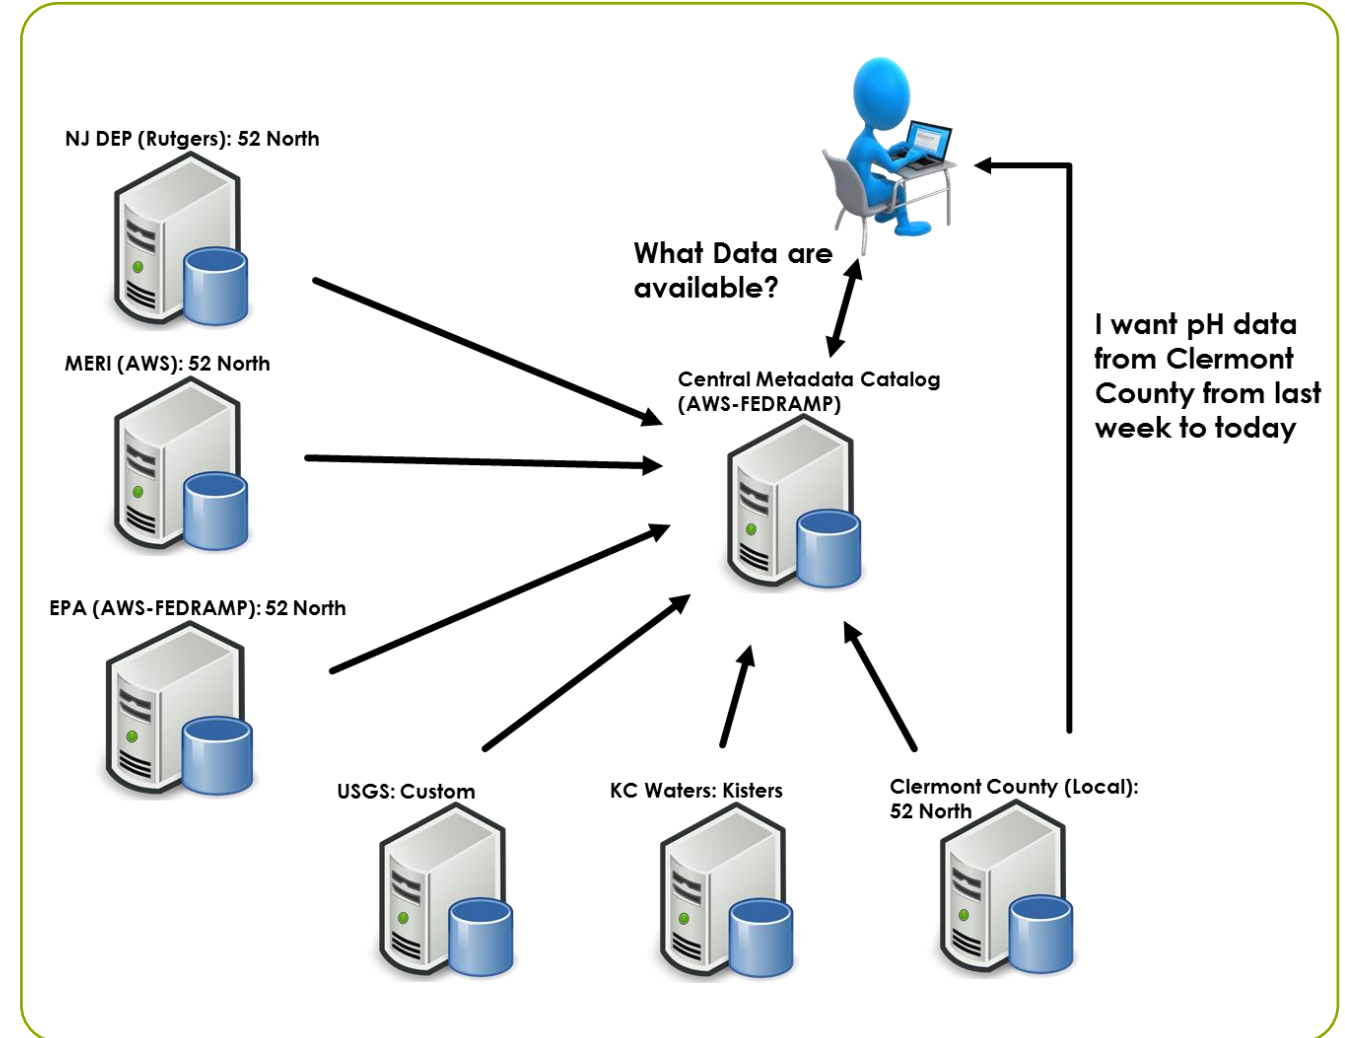 NJ DEP (Rutgers): 52 North
What Data are
available?
I want pH data
from Clermont
County from last
week to today
MERI (AWS): 52 North
Central Metadata Catalog
(AWS-FEDRAMP)
EPA (AWS-FEDRAMP): 52 North
USGS: Custom
KC Waters: Kisters
Clermont County (Local):
52 North